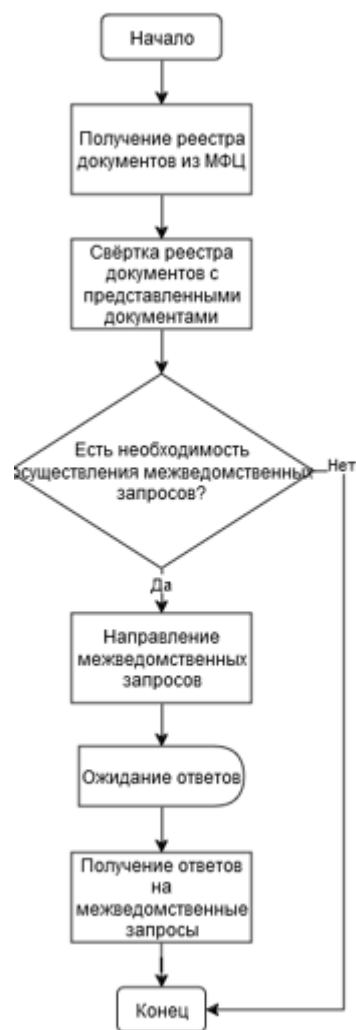 Начало
Получение реестра
документов из МФЦ
Свёртка реестра
документов с
представленными
документами
Есть необходимость
осуществления межведомственных
запросов?
Нет
Да
Направление
межведомственных
запросов
Ожидание ответов
Получение ответов
на
межведомственные
запросы
Конец